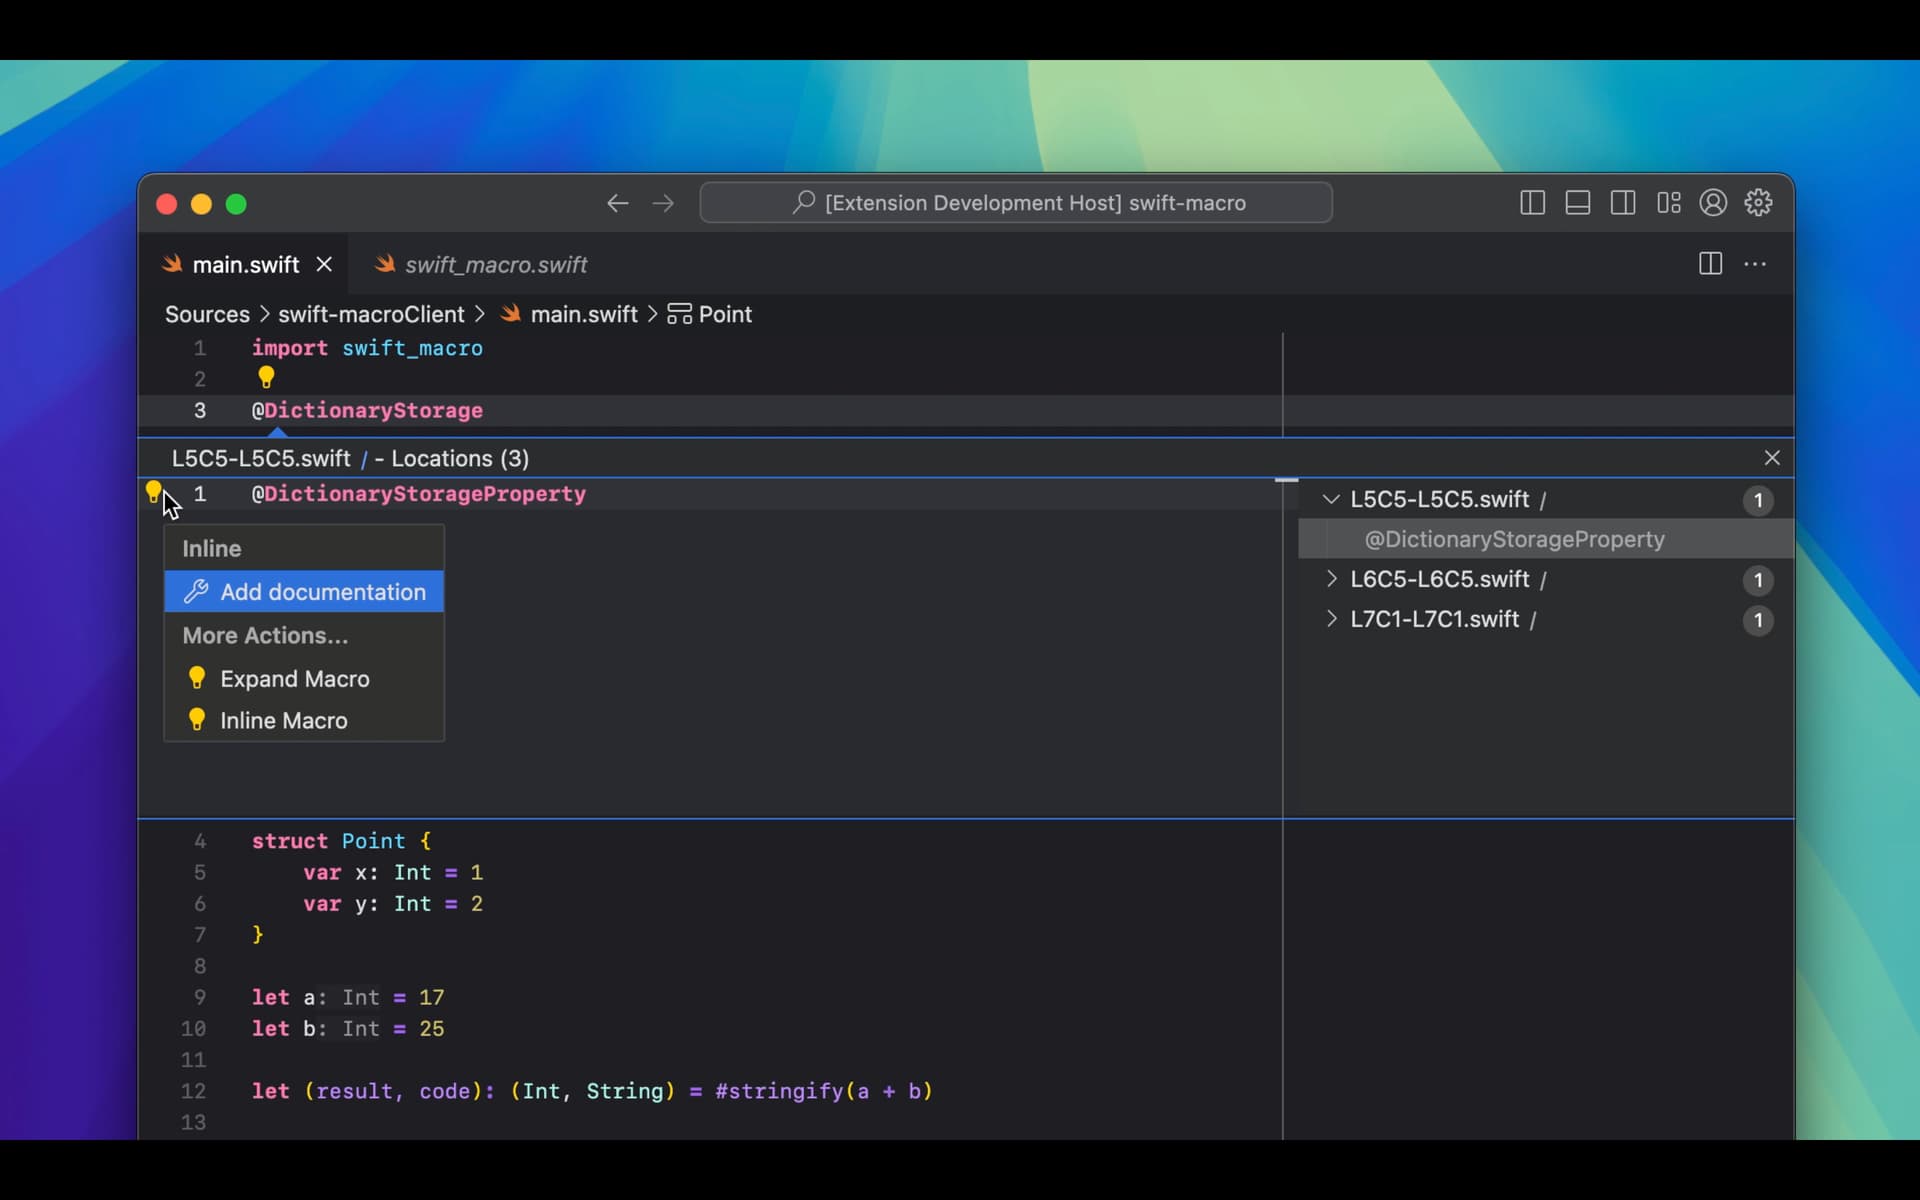 [Extension Development Host] swift-macro
main.swift
swift_macro.swift
Sources > swift-macroClient > main.swift > Point
1 import swift_macro
2
3 @DictionaryStorage
L5C5-L5C5.swift / - Locations (3)
1 @DictionaryStorageProperty
Inline
Add documentation
More Actions...
Expand Macro
Inline Macro
L5C5-L5C5.swift / 1
@DictionaryStorageProperty
L6C5-L6C5.swift / 1
L7C1-L7C1.swift / 1
4 struct Point {
5 var x: Int = 1
6 var y: Int = 2
7 }
8
9 let a: Int = 17
10 let b: Int = 25
11
12 let (result, code): (Int, String) = #stringify(a + b)
13